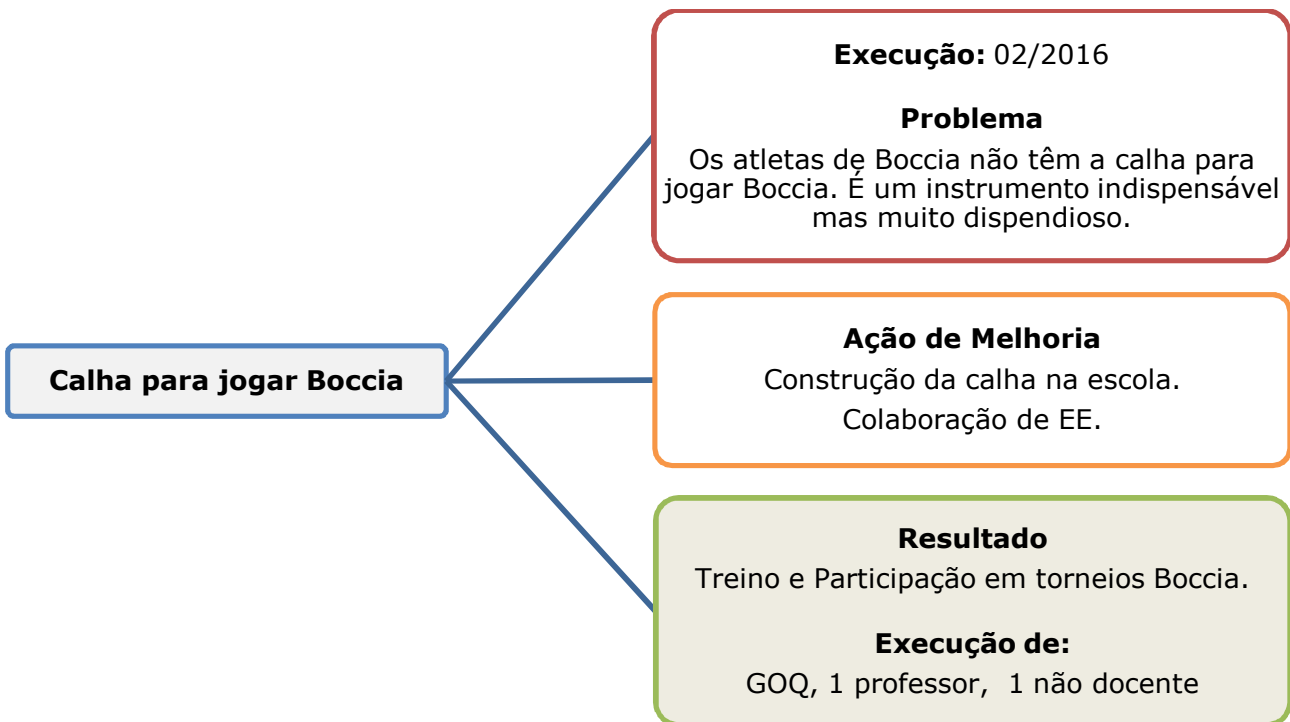 Execução: 02/2016
Problema
Os atletas de Boccia não têm a calha para
jogar Boccia. É um instrumento indispensável
mas muito dispendioso.
Calha para jogar Boccia
Ação de Melhoria
Construção da calha na escola.
Colaboração de EE.
Resultado
Treino e Participação em torneios Boccia.
Execução de:
GOQ, 1 professor, 1 não docente